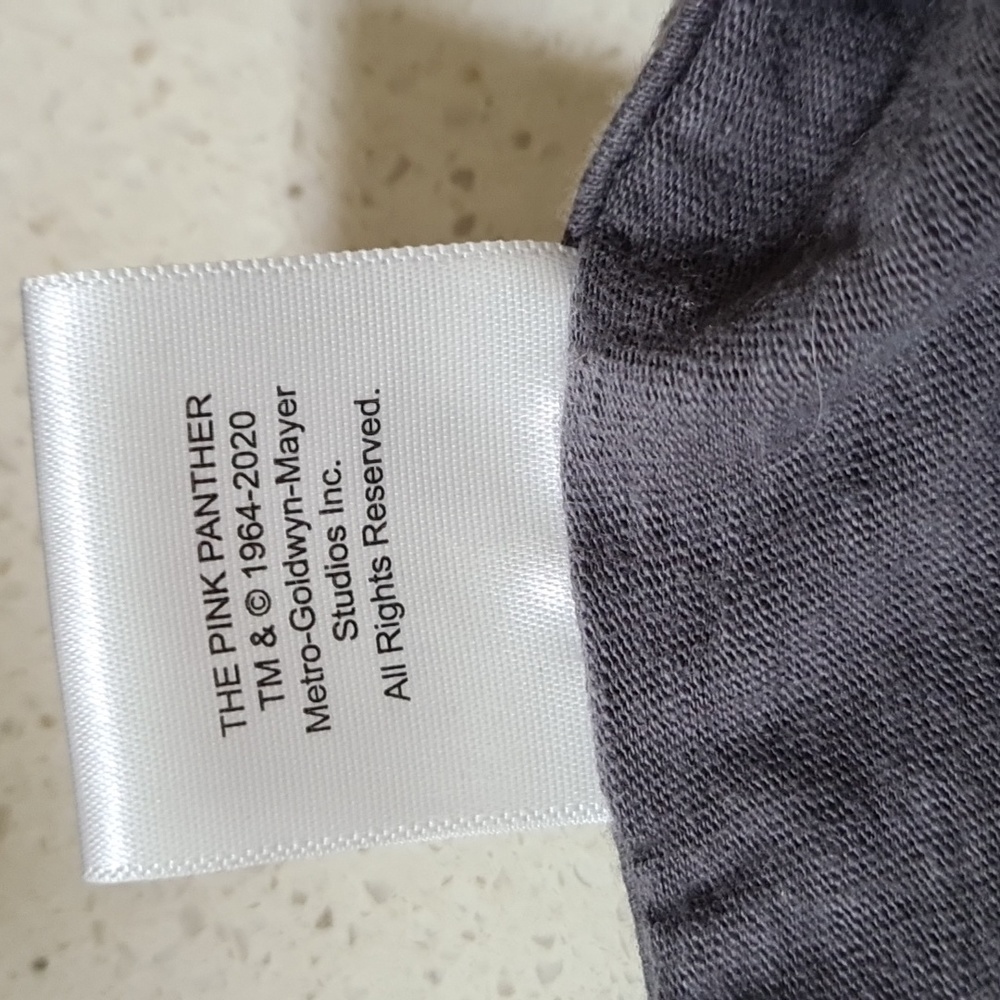 THE PINK PANTHER
TM & © 1964-2020
Metro-Goldwyn-Mayer
Studios Inc.
All Rights Reserved.